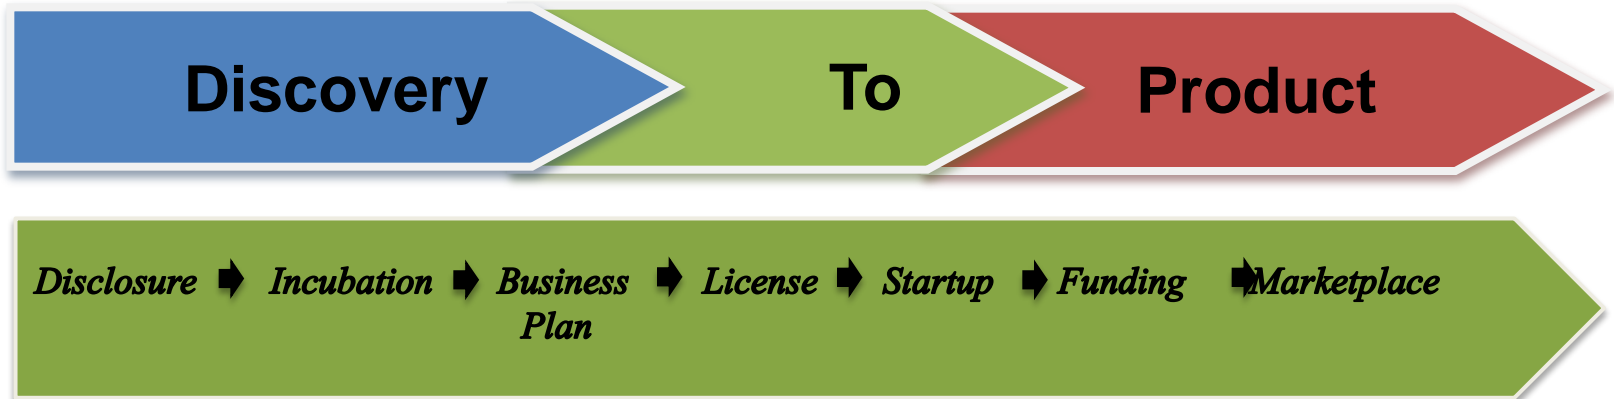 Discovery To Product
Disclosure Incubation Business License Startup Funding Marketplace
Plan